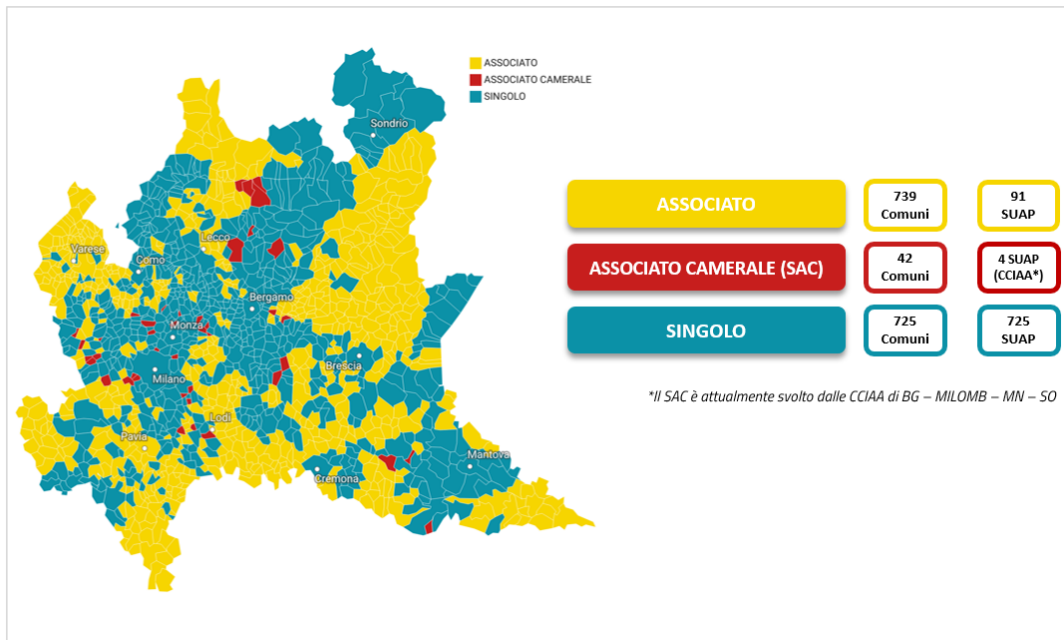 ASSOCIATO
ASSOCIATO CAMERALE
SINGOLO
Sondrio
Lecco
Varese
Como
Bergamo
Monza
Milano
Brescia
Lodi
Pavia
Cremona
Mantova
ASSOCIATO
739
Comuni
91
SUAP
ASSOCIATO CAMERALE (SAC)
42
Comuni
4 SUAP
(CCIAA*)
SINGOLO
725
Comuni
725
SUAP
*Il SAC è attualmente svolto dalle CCIAA di BG – MILOMB – MN – SO